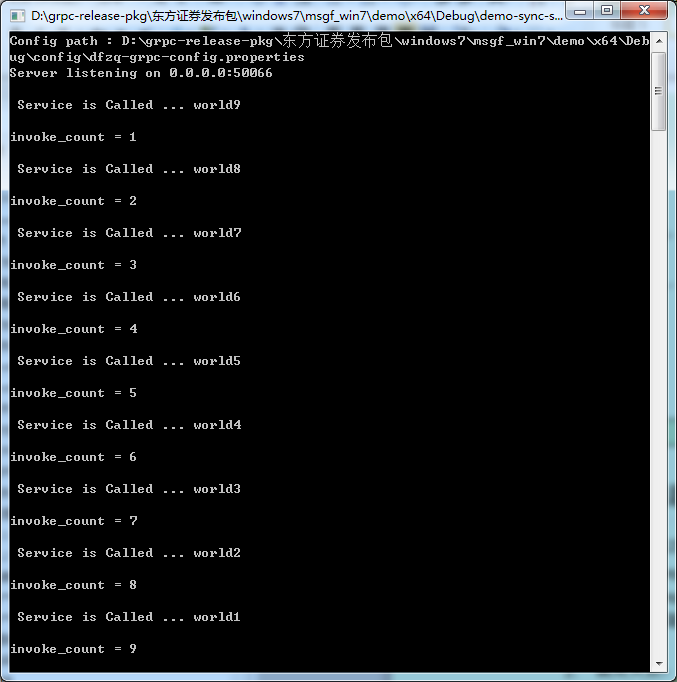 D:\grpc-release-pkg\东方证券发布包\windows7\msgf_win7\demo\x64\Debug\demo-sync-s...
Config path : D:\grpc-release-pkg\东方证券发布包\windows7\msgf_win7\demo\x64\Deb
ug\config\dfzq-grpc-config.properties
Server listening on 0.0.0.0:50066
Service is Called ... world9
invoke_count = 1
Service is Called ... world8
invoke_count = 2
Service is Called ... world7
invoke_count = 3
Service is Called ... world6
invoke_count = 4
Service is Called ... world5
invoke_count = 5
Service is Called ... world4
invoke_count = 6
Service is Called ... world3
invoke_count = 7
Service is Called ... world2
invoke_count = 8
Service is Called ... world1
invoke_count = 9